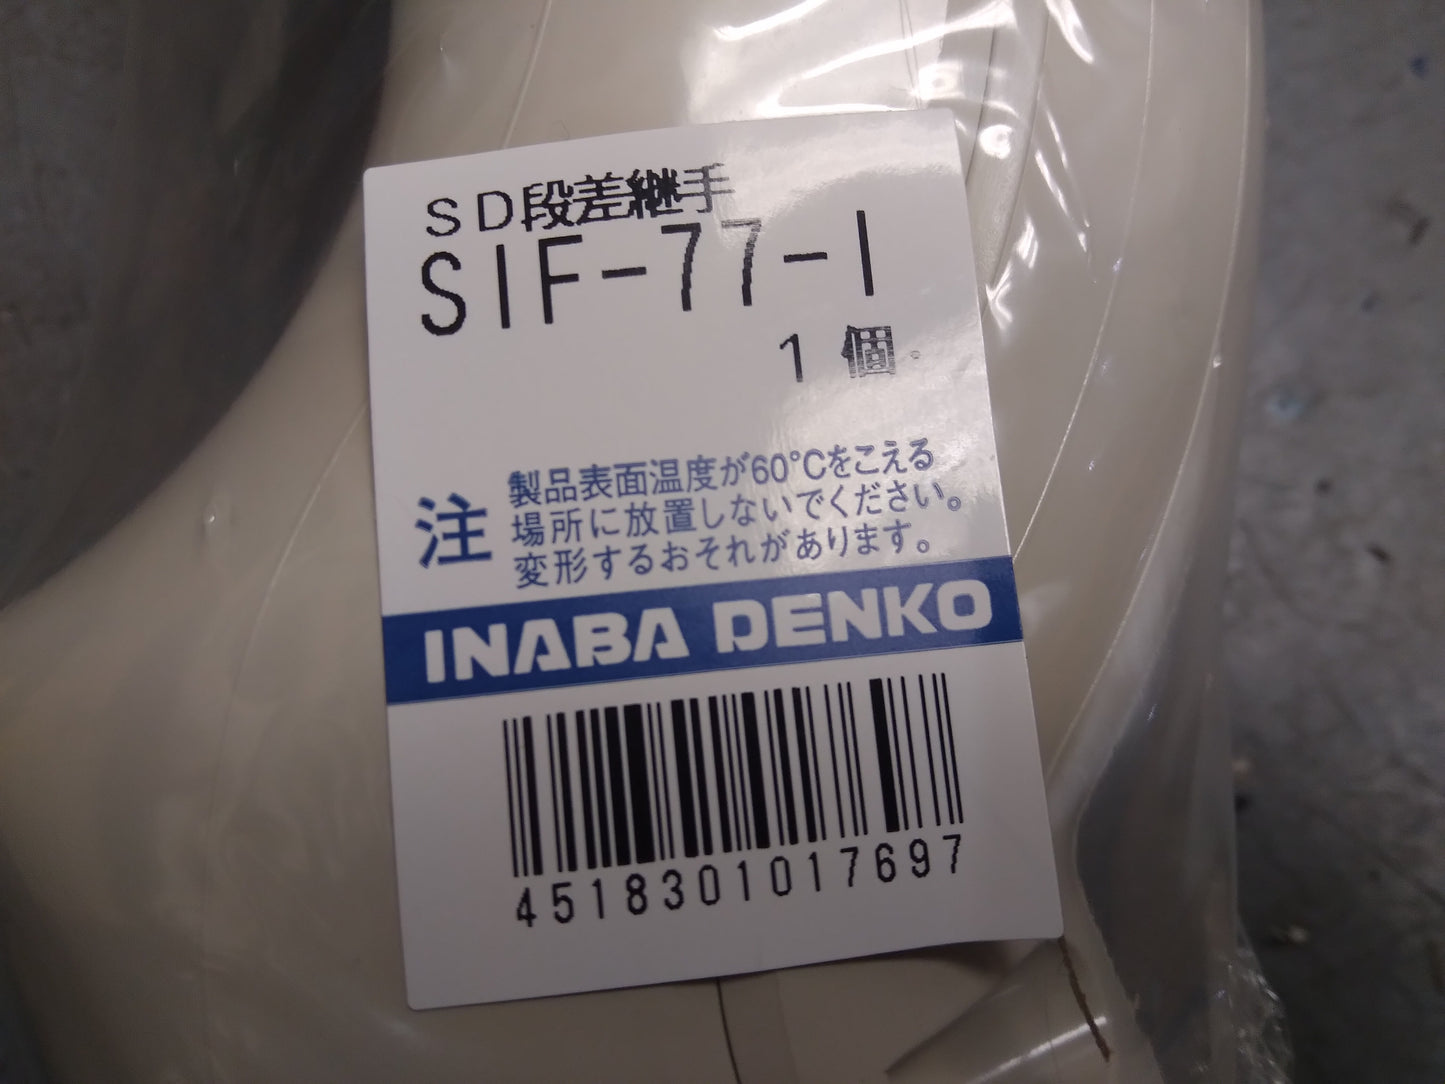 SD段差継手
SIF-77-I
1個
注
製品表面温度が60℃をこえる
場所に放置しないでください。
変形するおそれがあります。
INABA DENKO
4518301017697